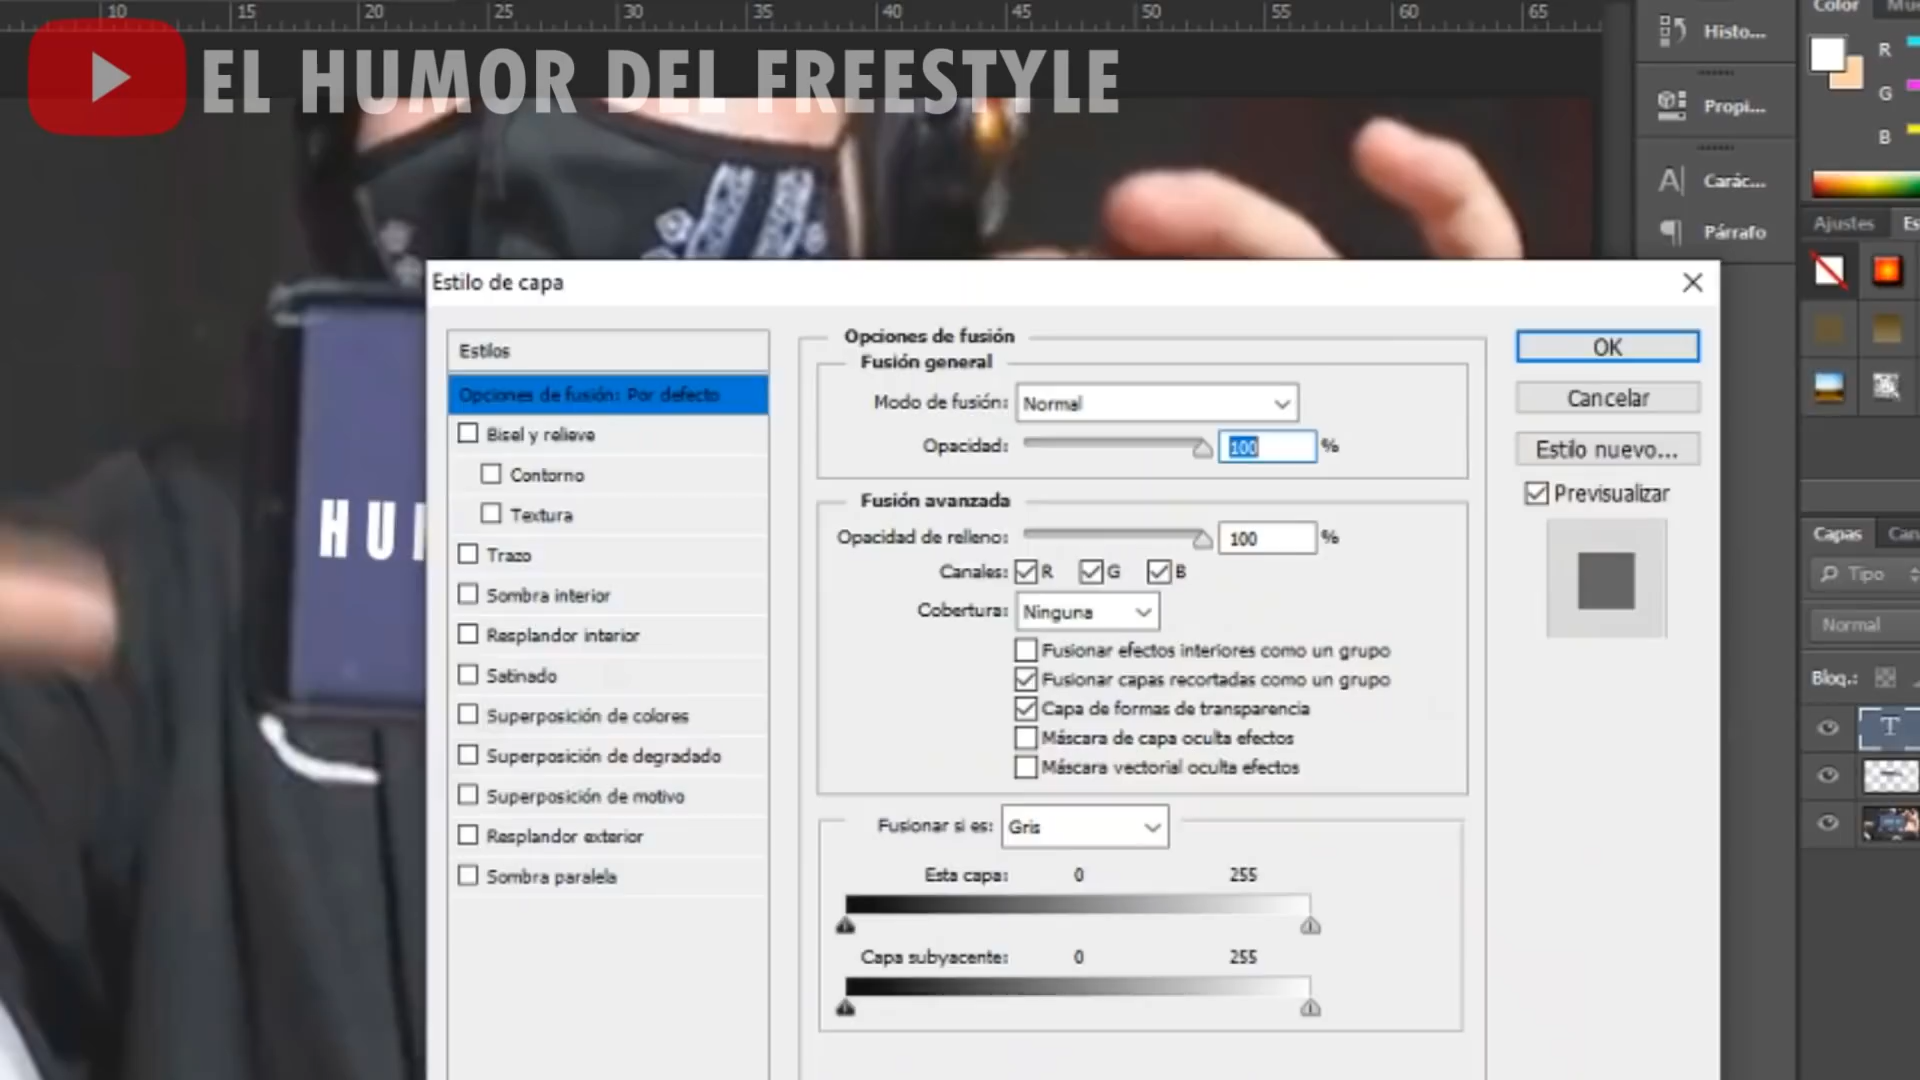 10 15 20 25 30 35 40 45 50 55 60 65
EL HUMOR DEL FREESTYLE
Histo...
Propi...
Carác...
Párrafo
Color
R
G
B
Ajustes
HU
Estilo de capa
Estilos
Opciones de fusión: Por defecto
Bisel y relieve
Contorno
Textura
Trazo
Sombra interior
Resplandor interior
Satinado
Superposición de colores
Superposición de degradado
Superposición de motivo
Resplandor exterior
Sombra paralela
Opciones de fusión
Fusión general
Modo de fusión: Normal
Opacidad: 100 %
Fusión avanzada
Opacidad de relleno: 100 %
Canales: R G B
Cobertura: Ninguna
Fusionar efectos interiores como un grupo
Fusionar capas recortadas como un grupo
Capa de formas de transparencia
Máscara de capa oculta efectos
Máscara vectorial oculta efectos
Fusionar si es: Gris
Esta capa: 0 255
Capa subyacente: 0 255
OK
Cancelar
Estilo nuevo...
Previsualizar
Capas
Tipo
Normal
Bloq.:
T